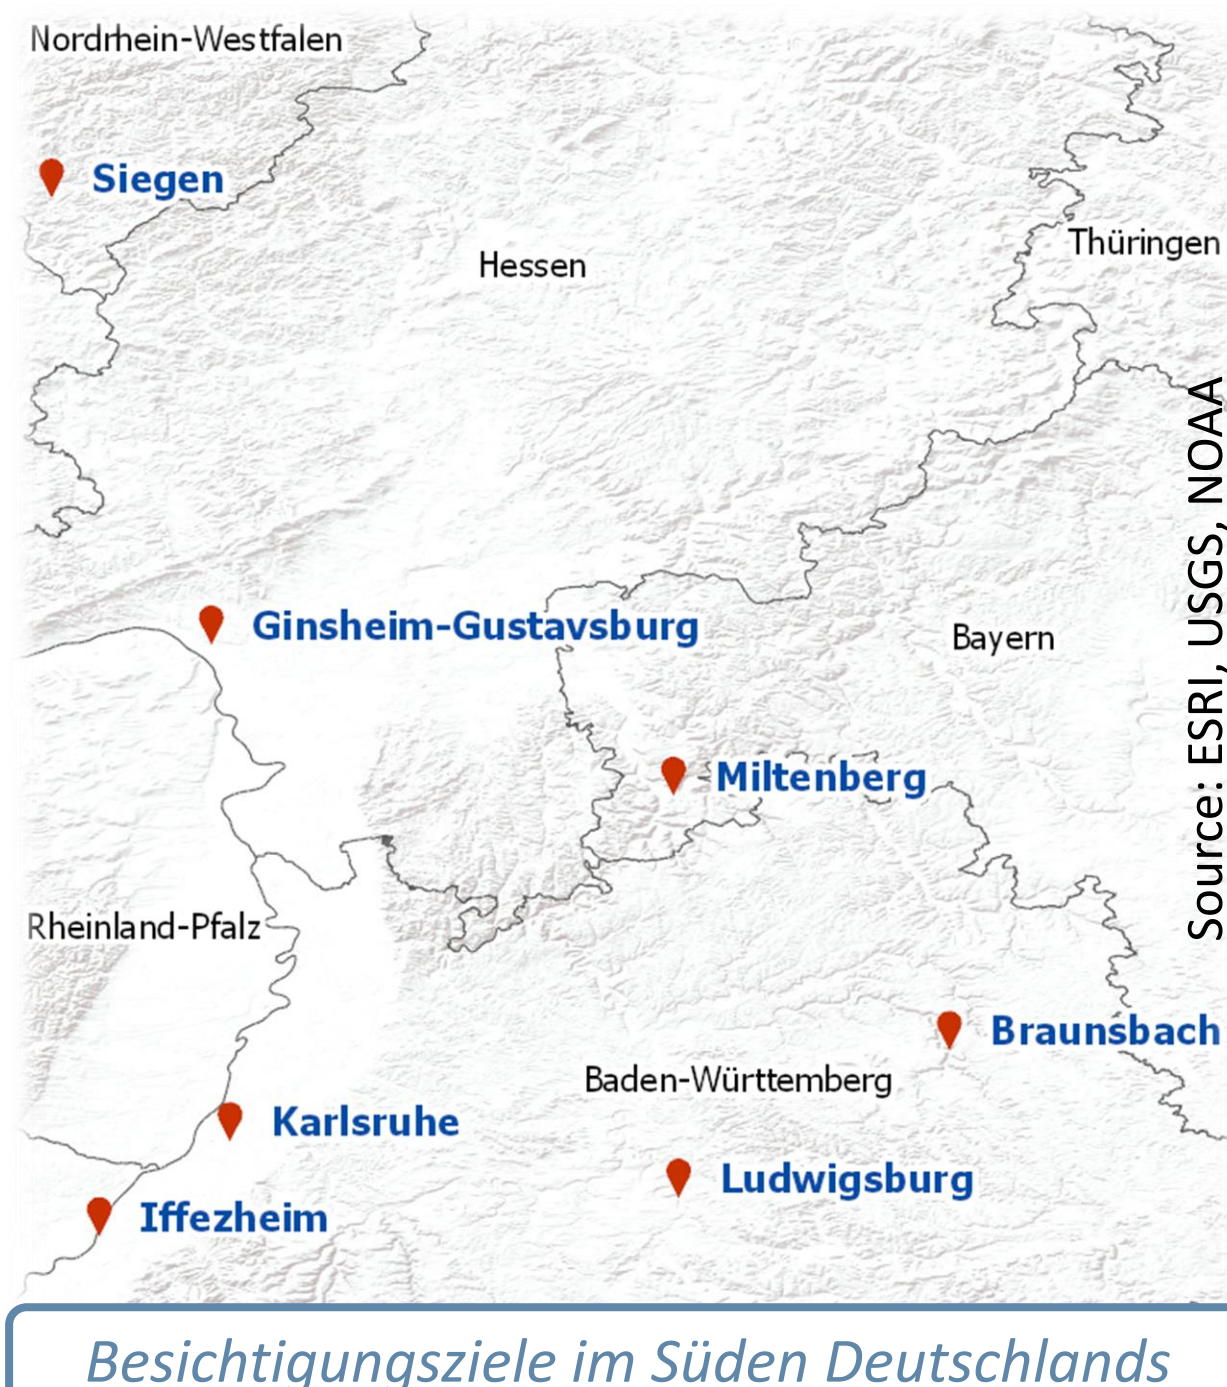 Nordrhein-Westfalen
Siegen
Thüringen
Hessen
Source: ESRI, USGS, NOAA
Ginsheim-Gustavsburg
Bayern
Miltenberg
Rheinland-Pfalz
Braunsbach
Baden-Württemberg
Karlsruhe
Ludwigsburg
Iffezheim
Besichtigungsziele im Süden Deutschlands